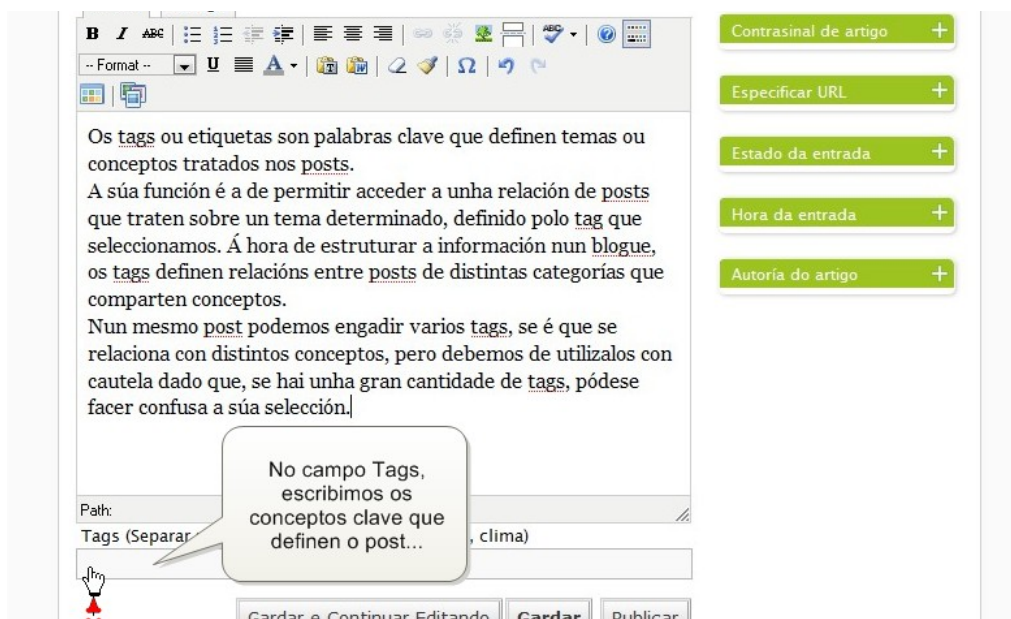 Contrasinal de artigo +
B I ABC ABC
-- Format -- U A T W Ω
Especificar URL +
Os tags ou etiquetas son palabras clave que definen temas ou
conceptos tratados nos posts.
A súa función é a de permitir acceder a unha relación de posts
que traten sobre un tema determinado, definido polo tag que
seleccionamos. Á hora de estruturar a información nun blogue,
os tags definen relacións entre posts de distintas categorías que
comparten conceptos.
Nun mesmo post podemos engadir varios tags, se é que se
relaciona con distintos conceptos, pero debemos de utilizalos con
cautela dado que, se hai unha gran cantidade de tags, pódese
facer confusa a súa selección.
Estado da entrada +
Hora da entrada +
Autoría do artigo +
No campo Tags,
escribimos os
conceptos clave que
definen o post...
Path:
Tags (Separar , clima)
Gardar e Continuar Editando Gardar Publicar